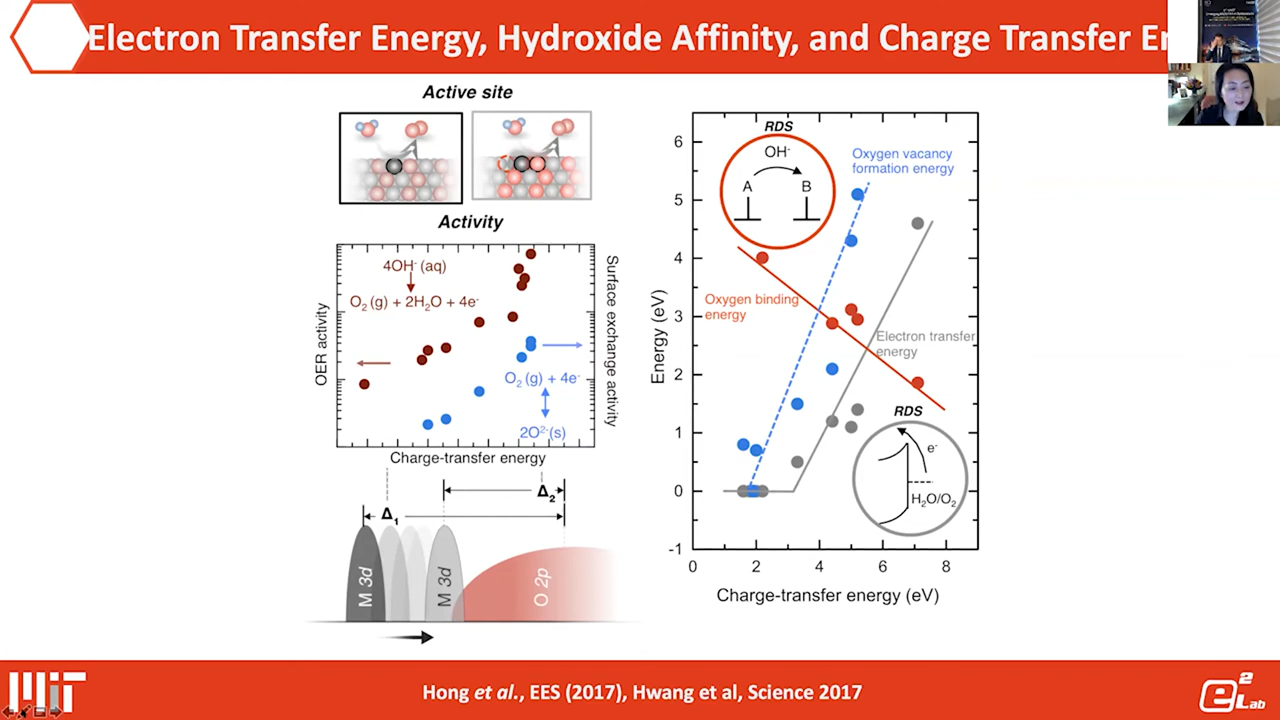 Electron Transfer Energy, Hydroxide Affinity, and Charge Transfer E
Active site
Activity
4OH⁻ (aq)
O₂ (g) + 2H₂O + 4e⁻
OER activity
Surface exchange activity
O₂ (g) + 4e⁻
2O²⁻(s)
Charge-transfer energy
Δ₂
Δ₁
M 3d
M 3d
O 2p
RDS
OH⁻
A B
Oxygen vacancy
formation energy
Oxygen binding
energy
Electron transfer
energy
RDS
e⁻
H₂O/O₂
Energy (eV)
6
5
4
3
2
1
0
-1
0 2 4 6 8
Charge-transfer energy (eV)
MIT
Hong et al., EES (2017), Hwang et al, Science 2017
e² Lab